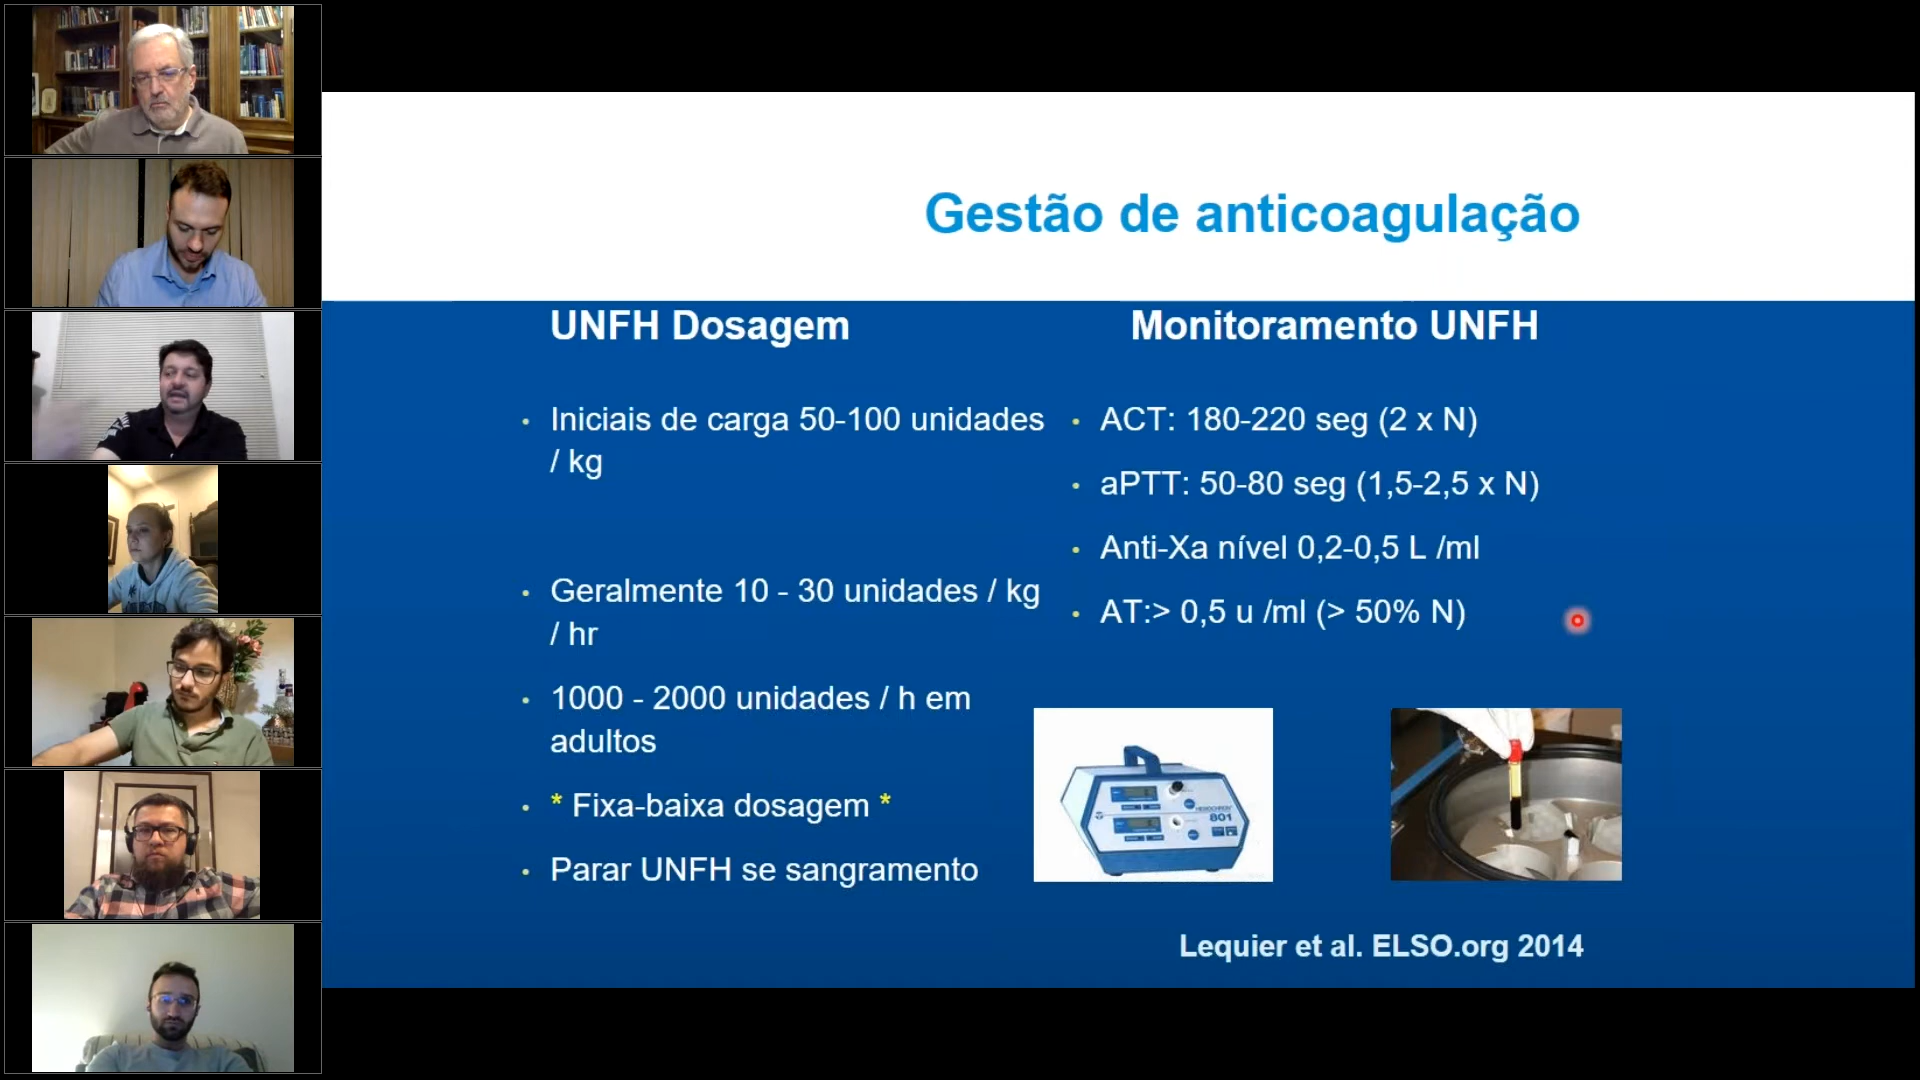 Gestão de anticoagulação
UNFH Dosagem
• Iniciais de carga 50-100 unidades
/ kg
• Geralmente 10 - 30 unidades / kg
/ hr
• 1000 - 2000 unidades / h em
adultos
• * Fixa-baixa dosagem *
• Parar UNFH se sangramento
Monitoramento UNFH
• ACT: 180-220 seg (2 x N)
• aPTT: 50-80 seg (1,5-2,5 x N)
• Anti-Xa nível 0,2-0,5 L /ml
• AT:> 0,5 u /ml (> 50% N)
HEMOCHRON
801
Lequier et al. ELSO.org 2014